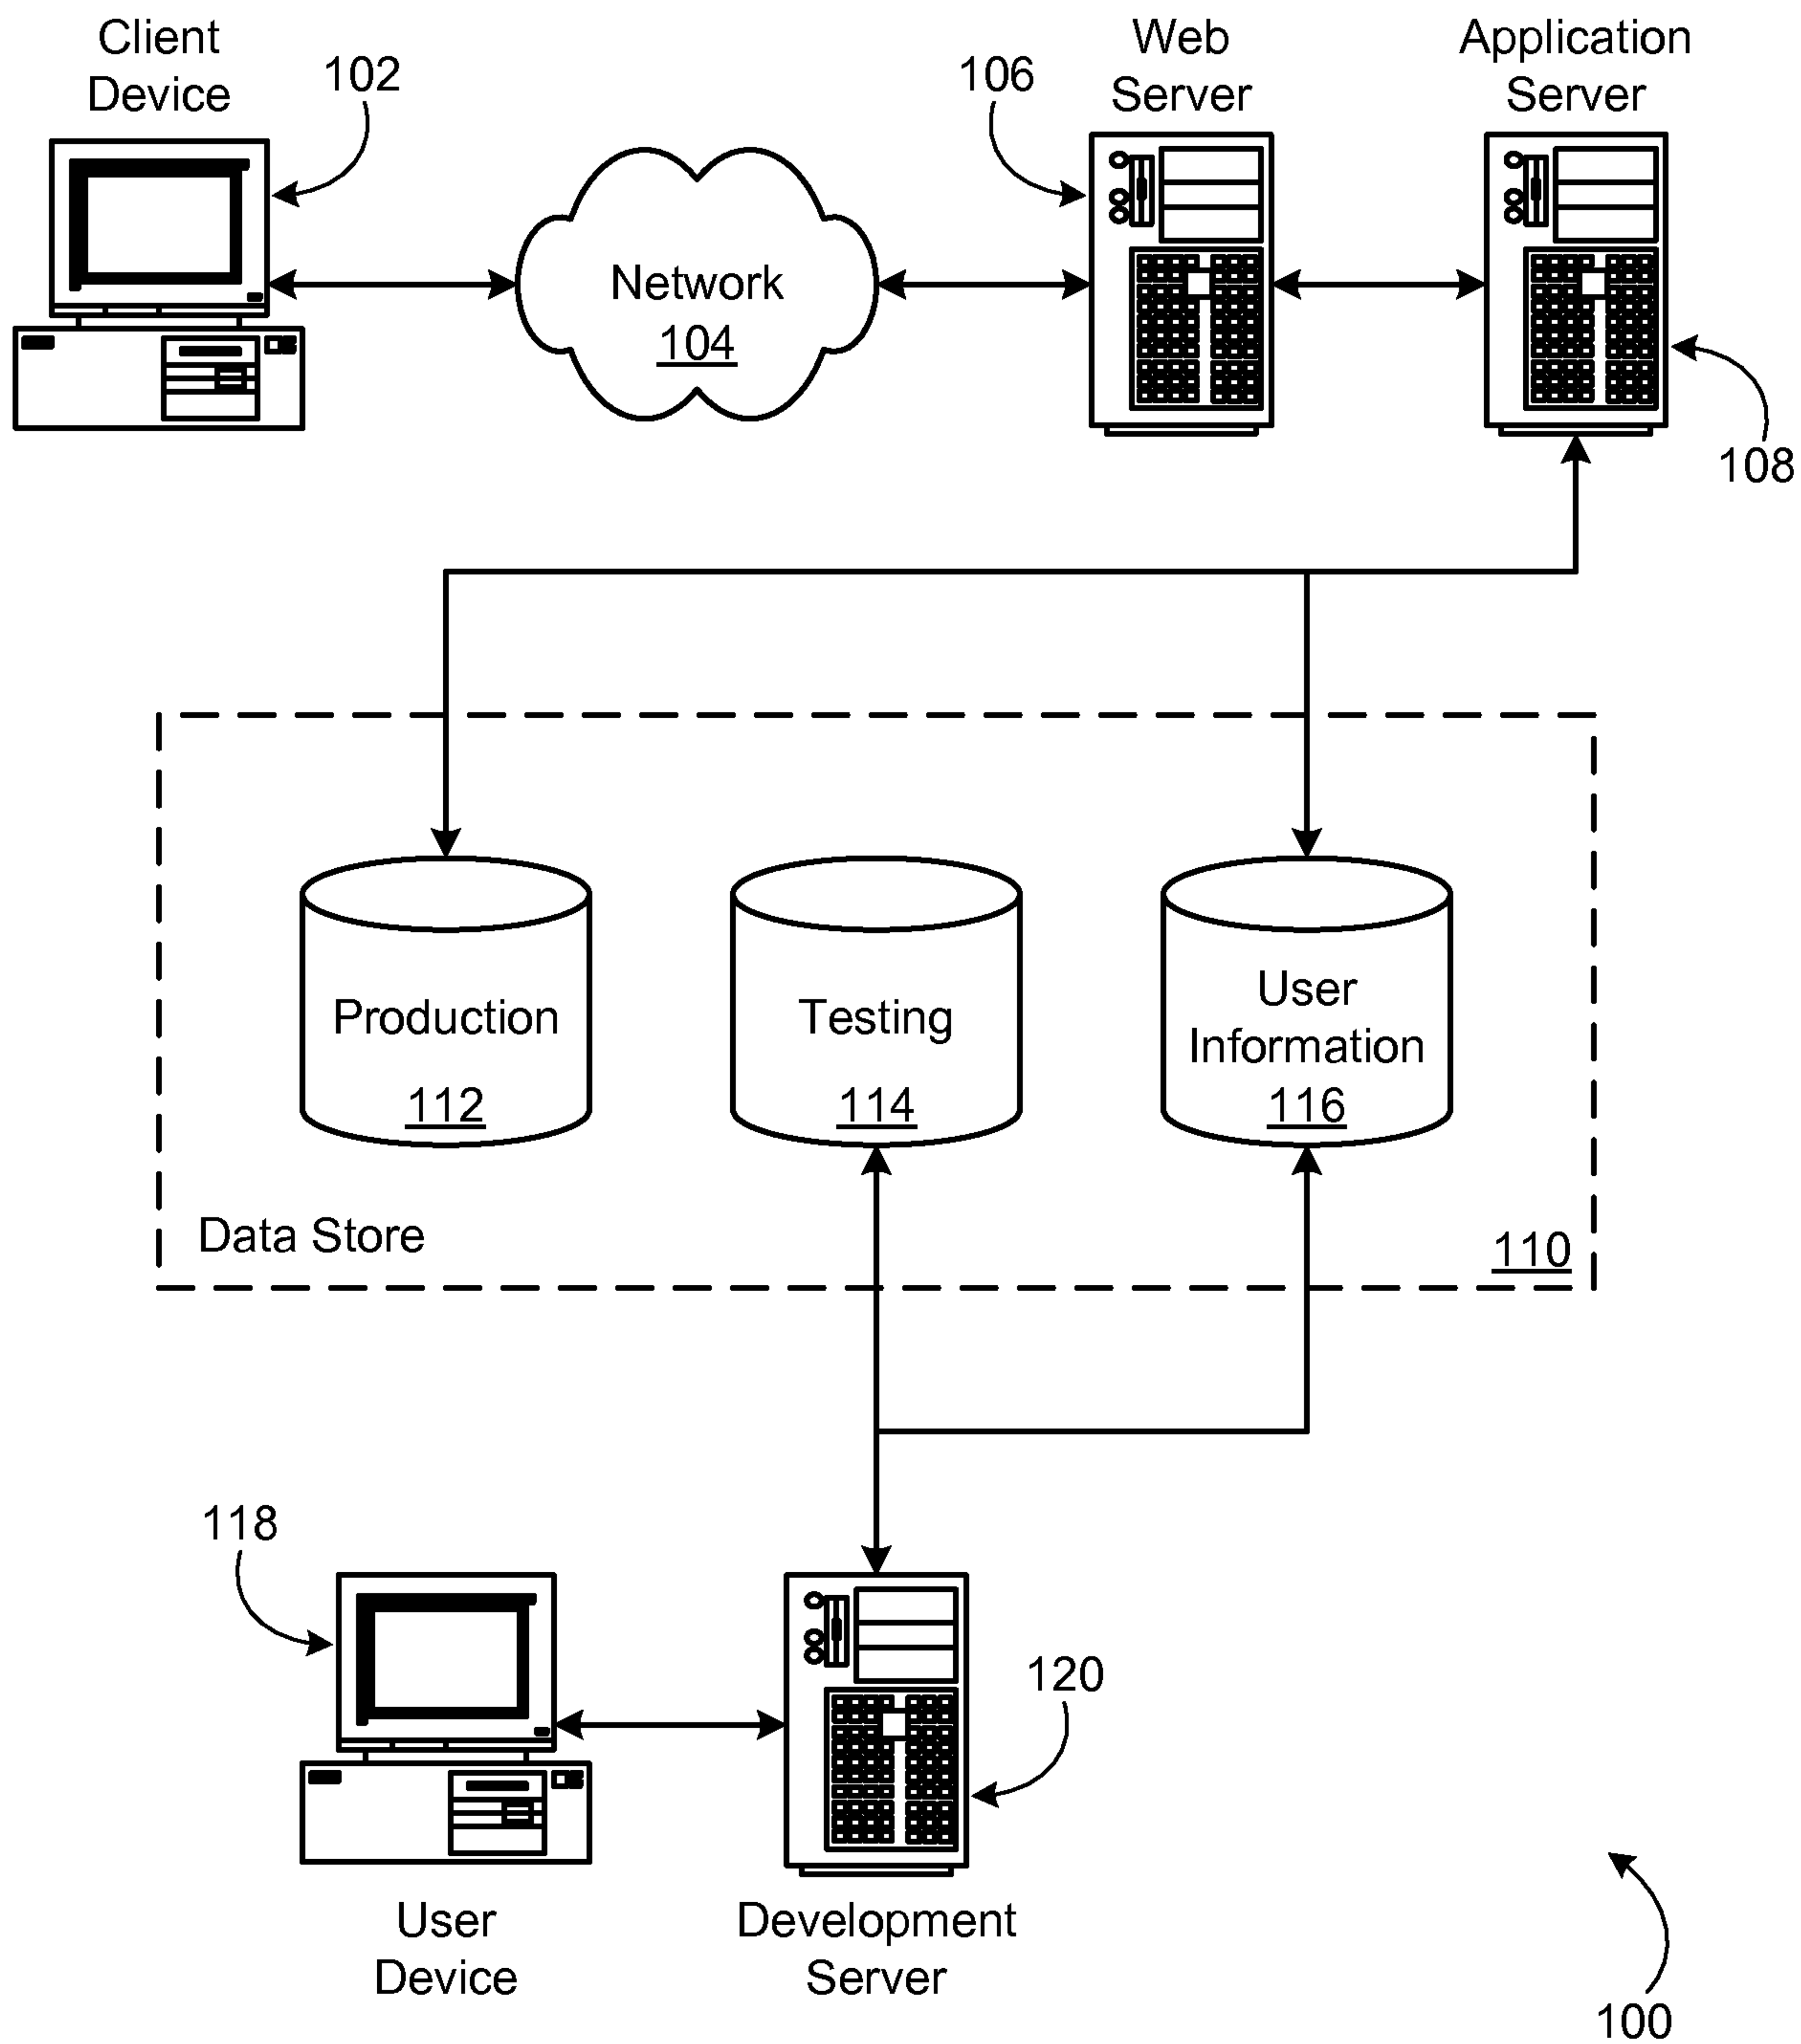 Client
Device
102
Network
104
106
Web
Server
Application
Server
108
Production
112
Testing
114
User
Information
116
Data Store
110
118
User
Device
120
Development
Server
100